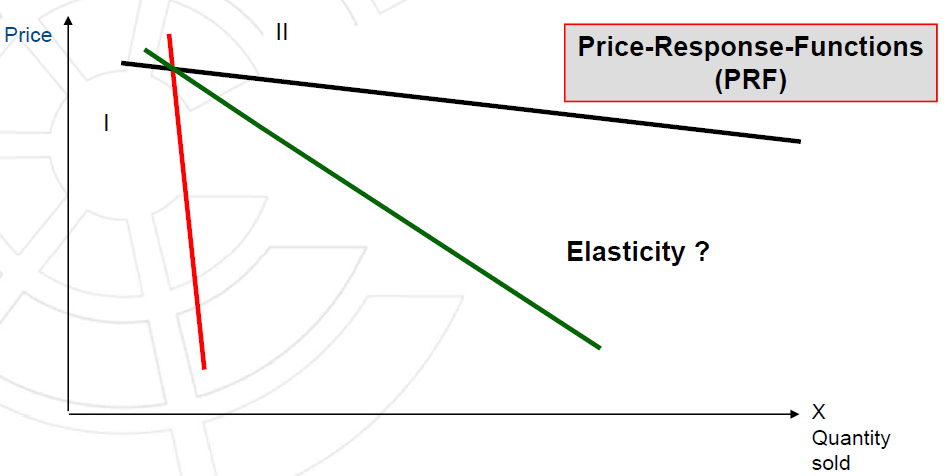 Price
II
Price-Response-Functions
(PRF)
I
Elasticity ?
X
Quantity
sold